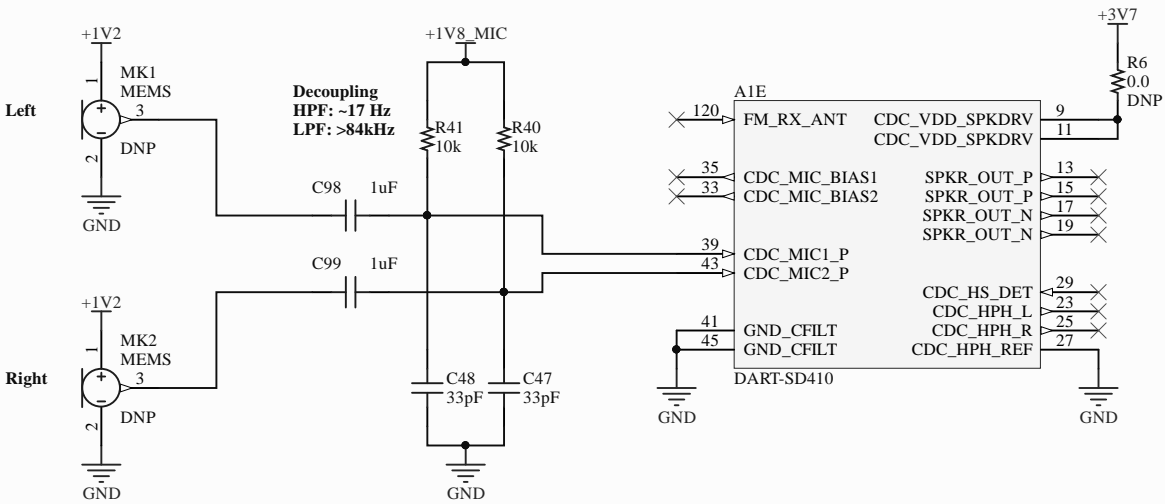 +1V2
1
MK1
MEMS
3
DNP
2
GND
Left
Decoupling
HPF: ~17 Hz
LPF: >84kHz
C98
1uF
C99
1uF
+1V2
1
MK2
MEMS
3
DNP
2
GND
Right
+1V8_MIC
R41
10k
R40
10k
C48
33pF
C47
33pF
GND
A1E
120
FM_RX_ANT
35
CDC_MIC_BIAS1
33
CDC_MIC_BIAS2
39
CDC_MIC1_P
43
CDC_MIC2_P
41
GND_CFILT
45
GND_CFILT
DART-SD410
GND
+3V7
R6
0.0
DNP
CDC_VDD_SPKDRV
9
CDC_VDD_SPKDRV
11
SPKR_OUT_P
13
SPKR_OUT_P
15
SPKR_OUT_N
17
SPKR_OUT_N
19
CDC_HS_DET
29
CDC_HPH_L
23
CDC_HPH_R
25
CDC_HPH_REF
27
GND